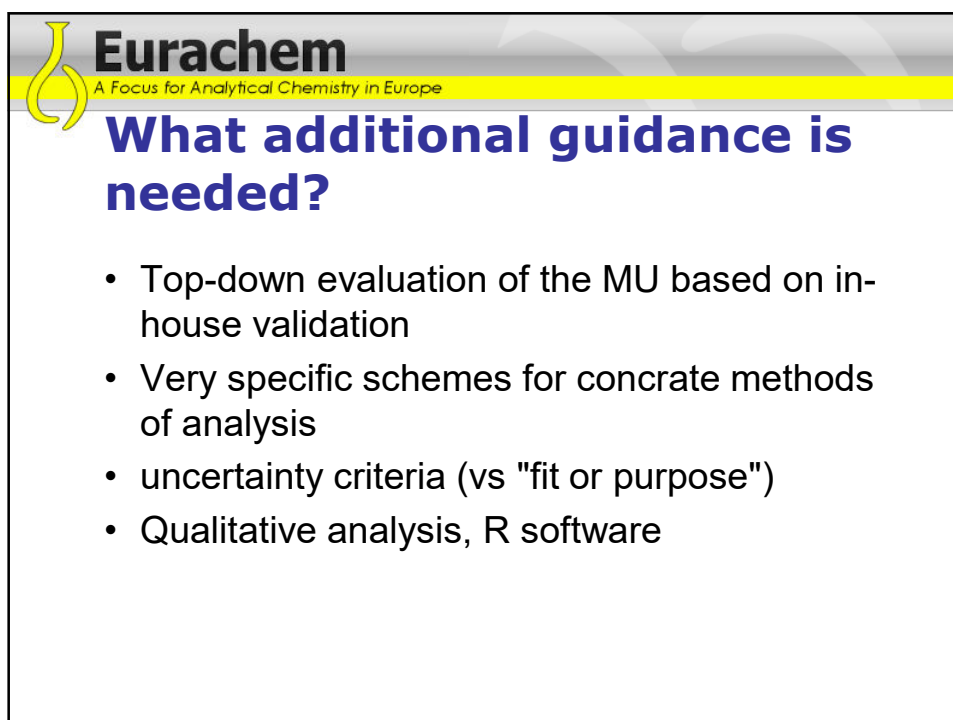 Eurachem
A Focus for Analytical Chemistry in Europe
What additional guidance is
needed?
• Top-down evaluation of the MU based on in-
house validation
• Very specific schemes for concrate methods
of analysis
• uncertainty criteria (vs "fit or purpose")
• Qualitative analysis, R software